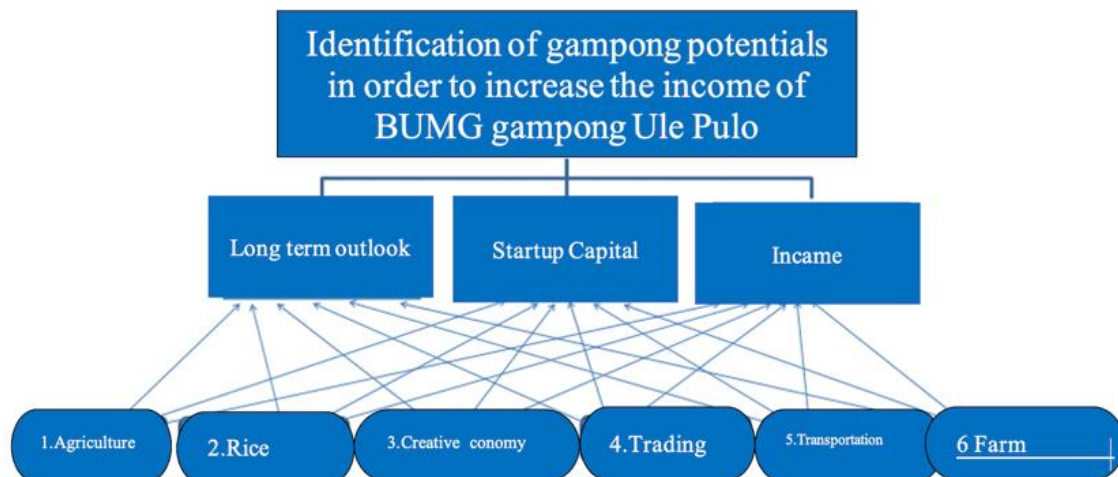 Identification of gampong potentials
in order to increase the income of
BUMG gampong Ule Pulo
Long term outlook
Startup Capital
Incame
1.Agriculture
2.Rice
3.Creative conomy
4.Trading
5.Transportation
6 Farm